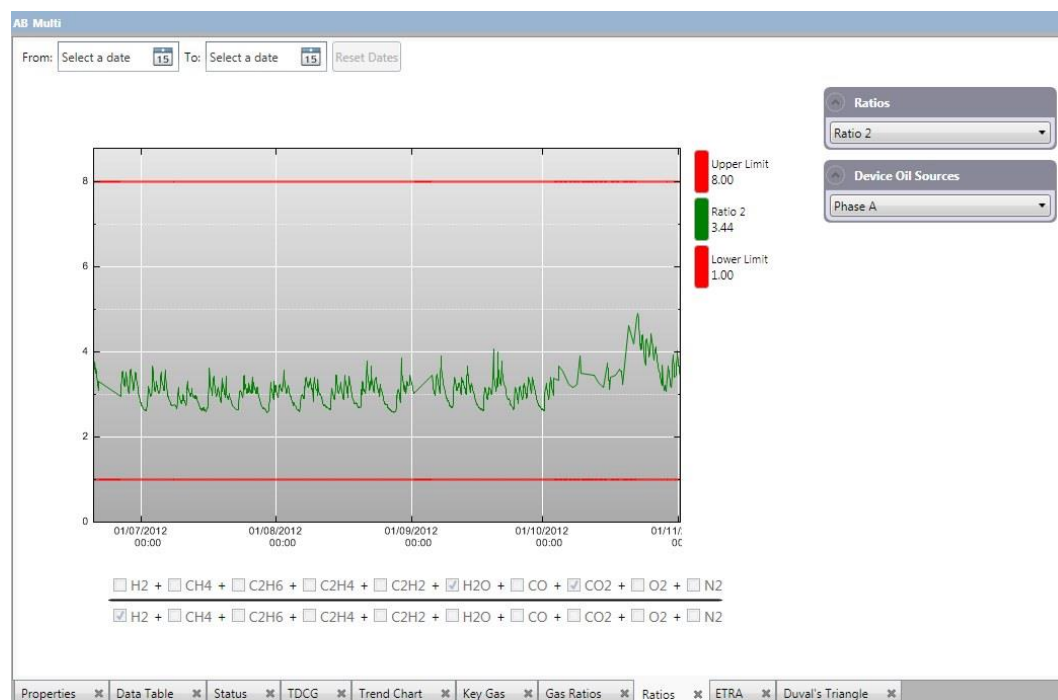 AB Multi
From: Select a date 15 To: Select a date 15 Reset Dates
Ratios
Ratio 2
Device Oil Sources
Phase A
Upper Limit
8.00
Ratio 2
3.44
Lower Limit
1.00
8
6
4
2
0
01/07/2012 01/08/2012 01/09/2012 01/10/2012 01/11/
00:00 00:00 00:00 00:00 00
H2 + CH4 + C2H6 + C2H4 + C2H2 + H2O + CO + CO2 + O2 + N2
H2 + CH4 + C2H6 + C2H4 + C2H2 + H2O + CO + CO2 + O2 + N2
Properties Data Table Status TDCG Trend Chart Key Gas Gas Ratios Ratios ETRA Duval's Triangle